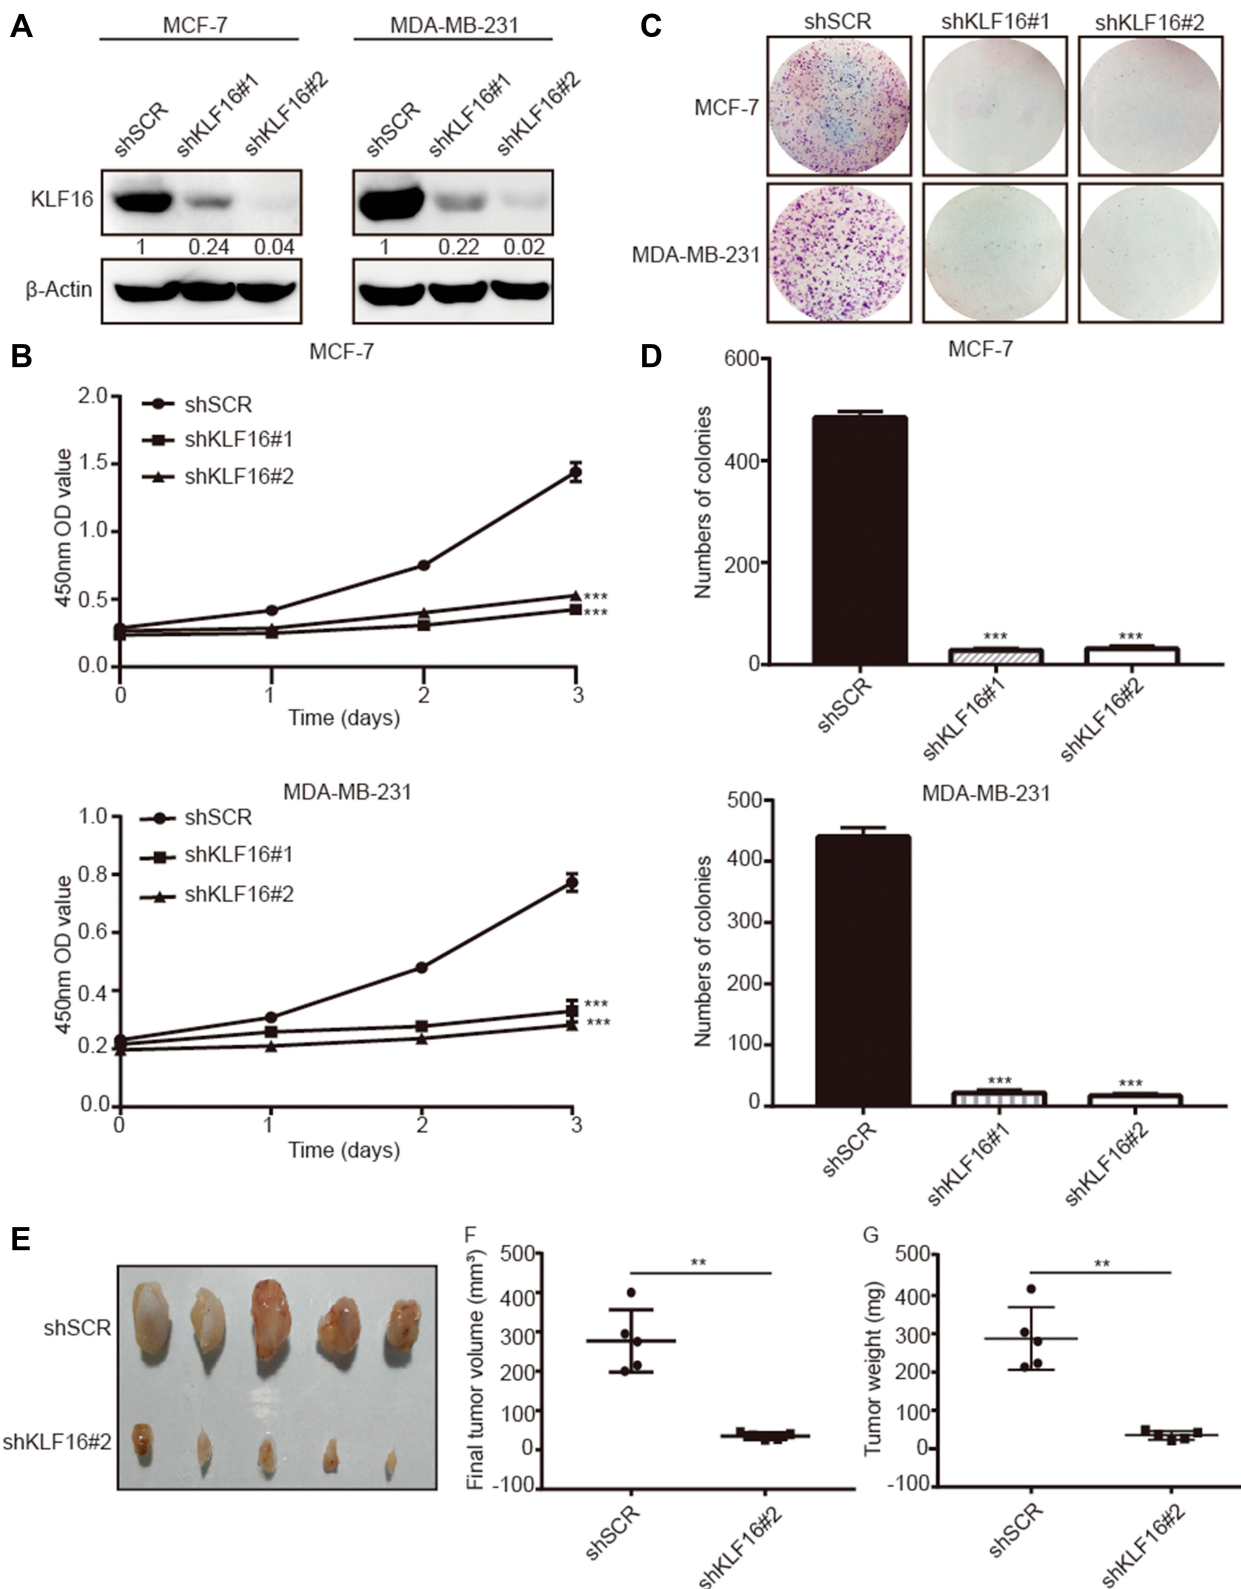 A
MCF-7
MDA-MB-231
shSCR
shKLF16#1
shKLF16#2
shSCR
shKLF16#1
shKLF16#2
KLF16
1 0.24 0.04
1 0.22 0.02
β-Actin
C
shSCR
shKLF16#1
shKLF16#2
MCF-7
MDA-MB-231
B
MCF-7
2.0
1.5
1.0
0.5
0.0
450nm OD value
shSCR
shKLF16#1
shKLF16#2
***
***
0 1 2 3
Time (days)
MDA-MB-231
1.0
0.8
0.6
0.4
0.2
0.0
450nm OD value
shSCR
shKLF16#1
shKLF16#2
***
***
0 1 2 3
Time (days)
D
MCF-7
600
400
200
0
Numbers of colonies
***
***
shSCR
shKLF16#1
shKLF16#2
MDA-MB-231
500
400
300
200
100
0
Numbers of colonies
***
***
shSCR
shKLF16#1
shKLF16#2
E
shSCR
shKLF16#2
F
500
400
300
200
100
0
-100
Final tumor volume (mm³)
**
shSCR
shKLF16#2
G
500
400
300
200
100
0
-100
Tumor weight (mg)
**
shSCR
shKLF16#2